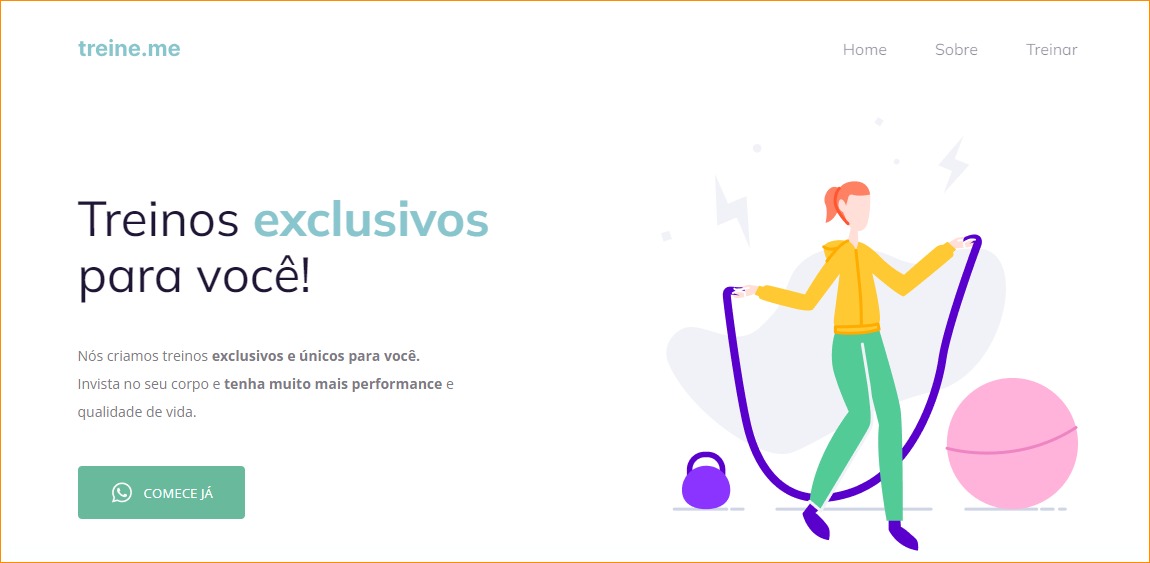 treine.me
Home Sobre Treinar
Treinos exclusivos
para você!
Nós criamos treinos exclusivos e únicos para você.
Invista no seu corpo e tenha muito mais performance e
qualidade de vida.
COMECE JÁ